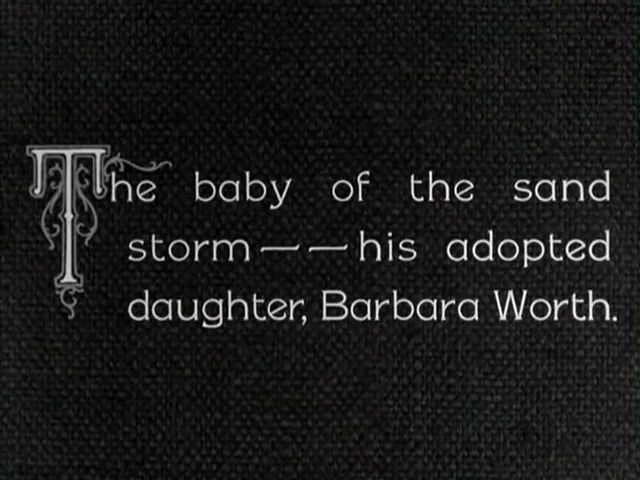 The baby of the sand
storm — — his adopted
daughter, Barbara Worth.